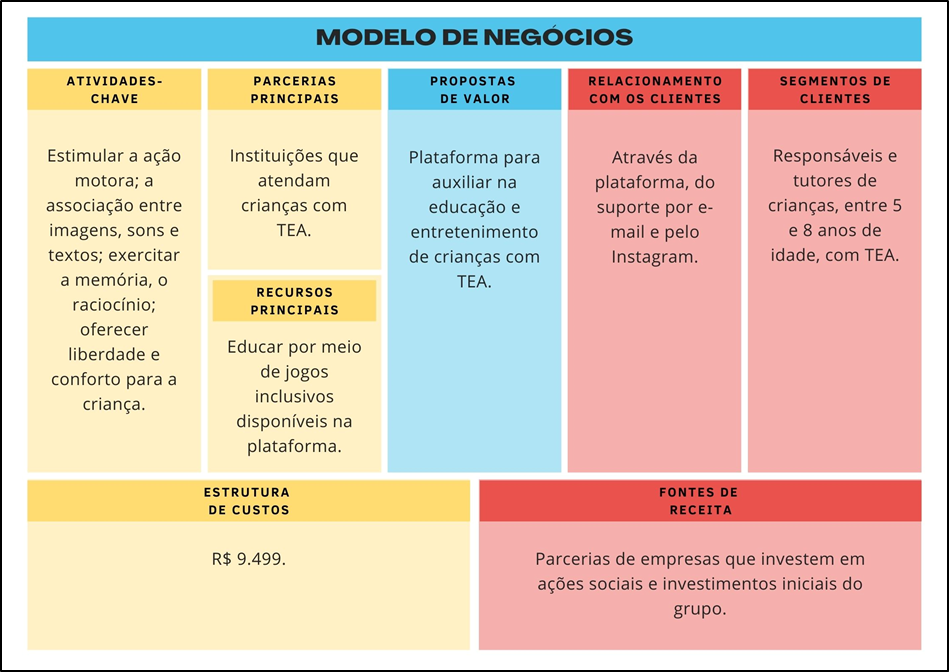 MODELO DE NEGÓCIOS
ATIVIDADES-
CHAVE
Estimular a ação
motora; a
associação entre
imagens, sons e
textos; exercitar
a memória, o
raciocínio;
oferecer
liberdade e
conforto para a
criança.
PARCERIAS
PRINCIPAIS
Instituições que
atendam
crianças com
TEA.
RECURSOS
PRINCIPAIS
Educar por meio
de jogos
inclusivos
disponíveis na
plataforma.
PROPOSTAS
DE VALOR
Plataforma para
auxiliar na
educação e
entretenimento
de crianças com
TEA.
RELACIONAMENTO
COM OS CLIENTES
Através da
plataforma, do
suporte por e-
mail e pelo
Instagram.
SEGMENTOS DE
CLIENTES
Responsáveis e
tutores de
crianças, entre 5
e 8 anos de
idade, com TEA.
ESTRUTURA
DE CUSTOS
R$ 9.499.
FONTES DE
RECEITA
Parcerias de empresas que investem em
ações sociais e investimentos iniciais do
grupo.